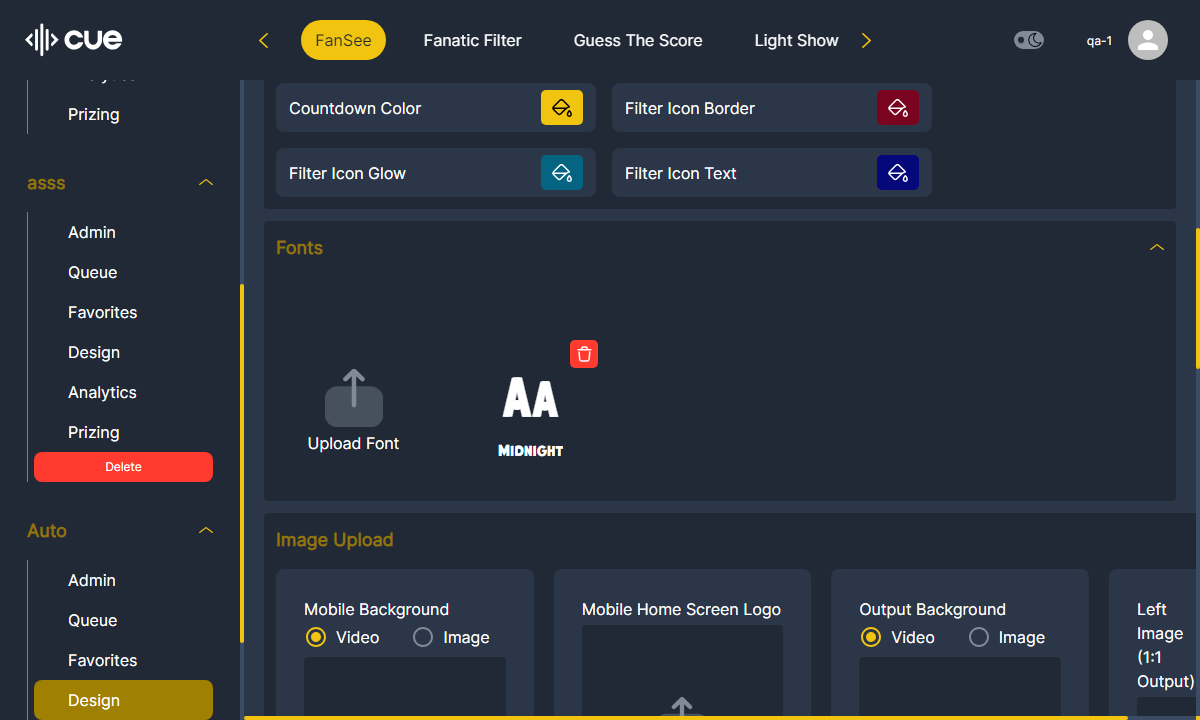 cue
FanSee
Fanatic Filter
Guess The Score
Light Show
qa-1
Prizing
asss
Admin
Queue
Favorites
Design
Analytics
Prizing
Delete
Auto
Admin
Queue
Favorites
Design
Countdown Color
Filter Icon Border
Filter Icon Glow
Filter Icon Text
Fonts
Upload Font
AA
MIDNIGHT
Image Upload
Mobile Background
Video
Image
Mobile Home Screen Logo
Output Background
Video
Image
Left
Image
(1:1
Output)